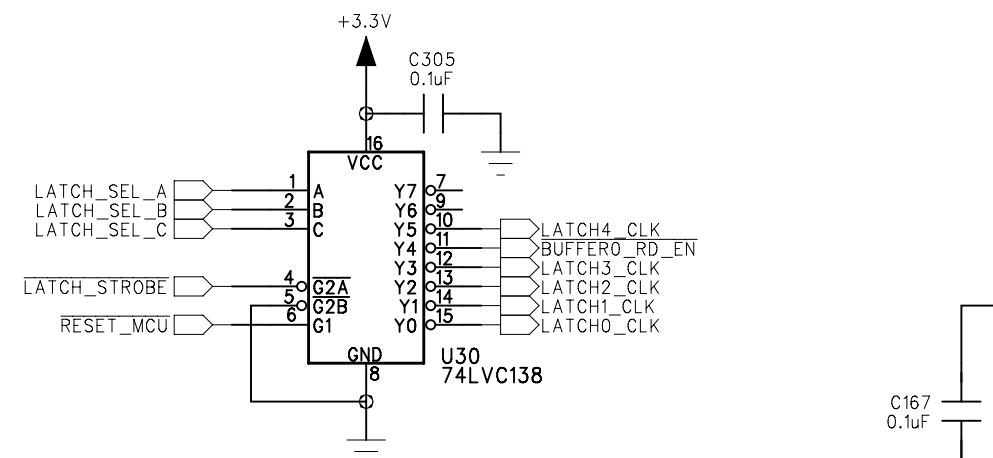 +3.3V
C305
0.1uF
16
VCC
LATCH_SEL_A 1 A Y7 7
LATCH_SEL_B 2 B Y6 9
LATCH_SEL_C 3 C Y5 10 LATCH4_CLK
Y4 11 BUFFER0_RD_EN
Y3 12 LATCH3_CLK
LATCH_STROBE 4 G2A Y2 13 LATCH2_CLK
5 G2B Y1 14 LATCH1_CLK
RESET_MCU 6 G1 Y0 15 LATCH0_CLK
GND
8
U30
74LVC138
C167
0.1uF